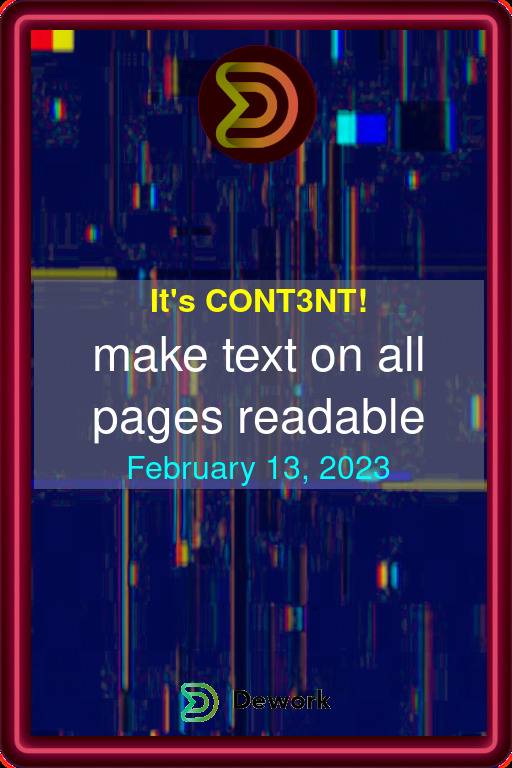 It's CONT3NT!
make text on all
pages readable
February 13, 2023
Dework